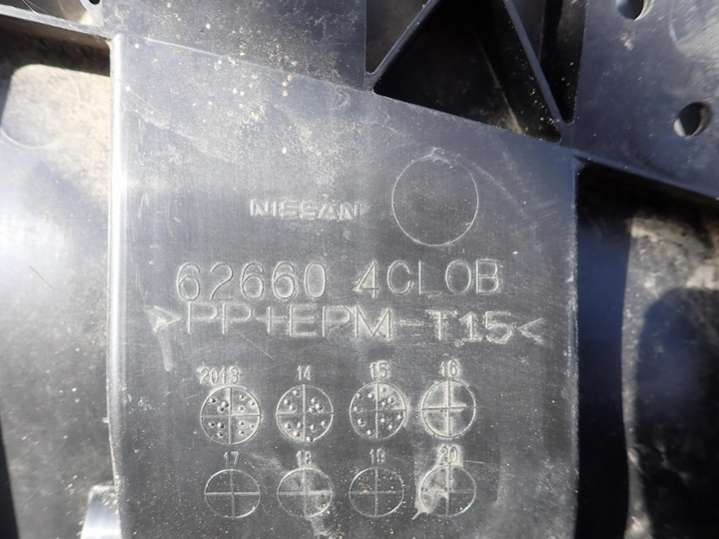 NISSAN
62660 4CL0B
>PP+EPM-T15<
2013 14 15 16
17 18 19 20